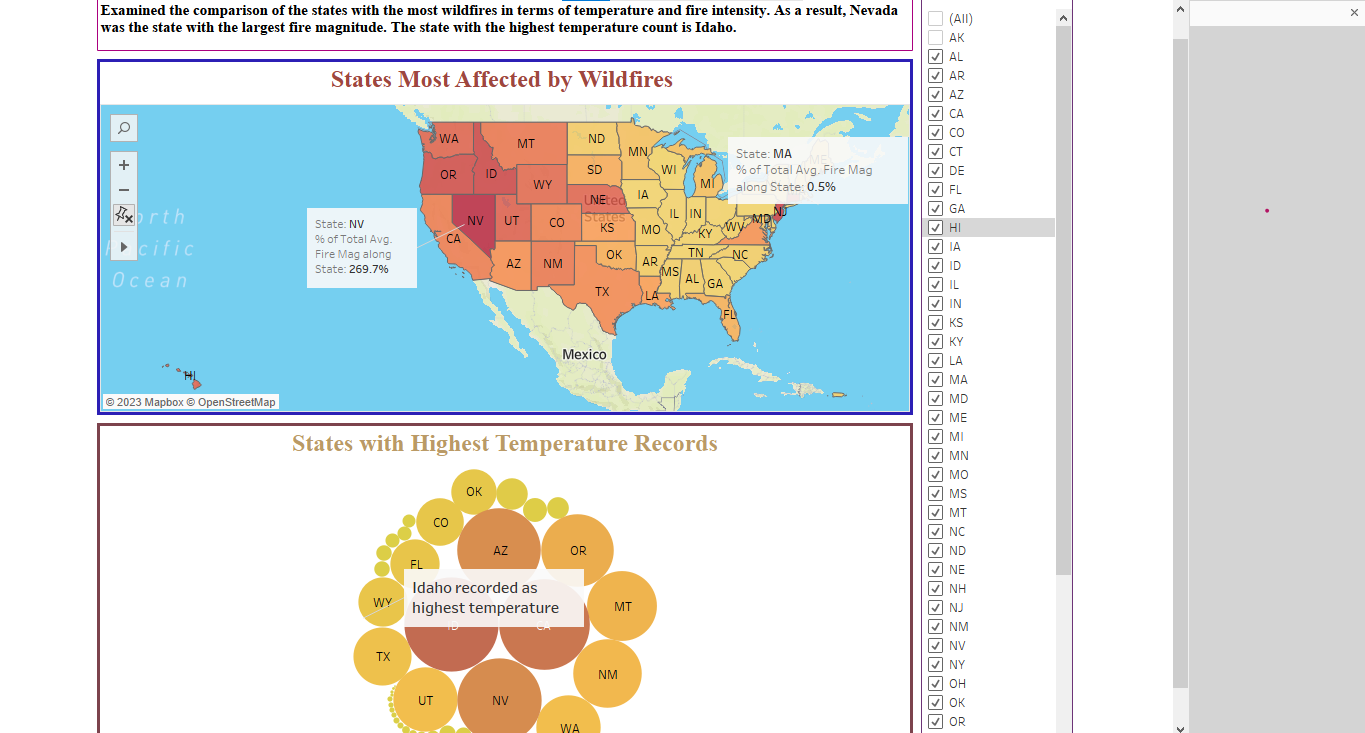 Examined the comparison of the states with the most wildfires in terms of temperature and fire intensity. As a result, Nevada
was the state with the largest fire magnitude. The state with the highest temperature count is Idaho.
States Most Affected by Wildfires
WA
MT
ND
MN
OR
ID
WY
SD
WI
MI
ME
State: MA
% of Total Avg. Fire Mag
along State: 0.5%
NE
IA
United
States
NV
UT
CO
KS
MO
IL
IN
KY
WV
MD
NJ
State: NV
% of Total Avg.
Fire Mag along
State: 269.7%
CA
AZ
NM
OK
AR
TN
NC
MS
AL
GA
TX
LA
FL
Pacific
Ocean
Mexico
HI
© 2023 Mapbox © OpenStreetMap
States with Highest Temperature Records
OK
CO
AZ
OR
FL
Idaho recorded as
highest temperature
WY
ID
CA
MT
TX
NM
UT
NV
WA
(All)
AK
AL
AR
AZ
CA
CO
CT
DE
FL
GA
HI
IA
ID
IL
IN
KS
KY
LA
MA
MD
ME
MI
MN
MO
MS
MT
NC
ND
NE
NH
NJ
NM
NV
NY
OH
OK
OR